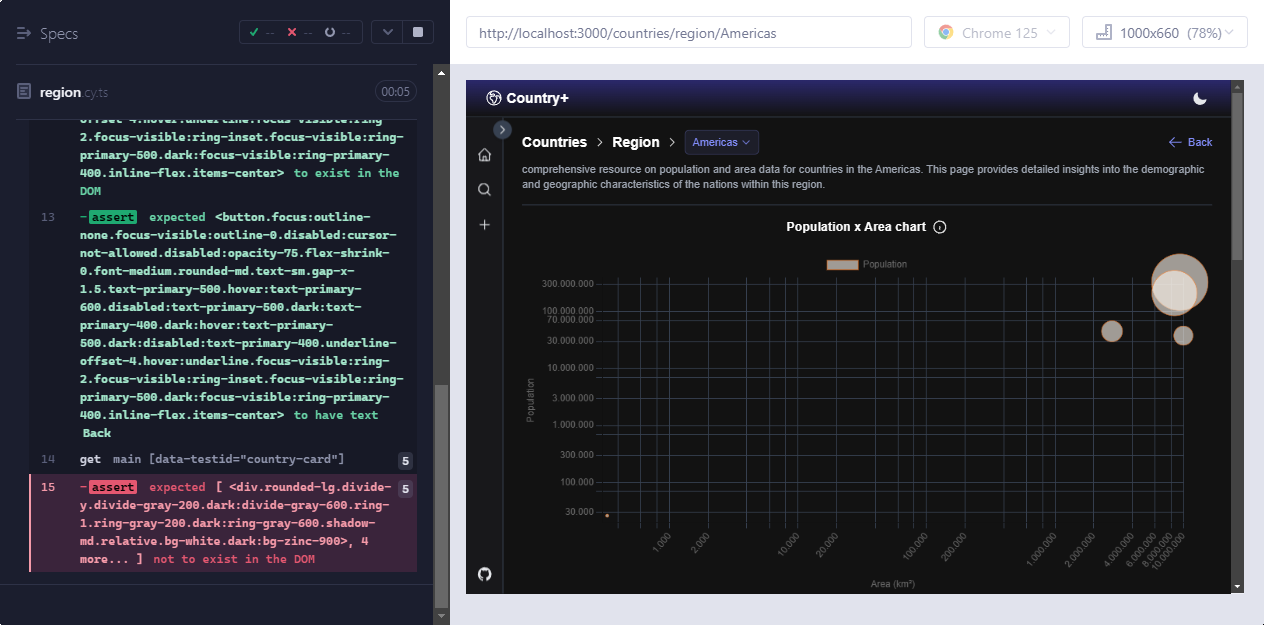 Specs
-- -- --
region.cy.ts 00:05
offset-4.hover:underline.focus-visible:ring-
2.focus-visible:ring-inset.focus-visible:ring-
primary-500.dark:focus-visible:ring-primary-
400.inline-flex.items-center> to exist in the
DOM
13 -assert expected <button.focus:outline-
none.focus-visible:outline-0.disabled:cursor-
not-allowed.disabled:opacity-75.flex-shrink-
0.font-medium.rounded-md.text-sm.gap-x-
1.5.text-primary-500.hover:text-primary-
600.disabled:text-primary-500.dark:text-
primary-400.dark:hover:text-primary-
500.dark:disabled:text-primary-400.underline-
offset-4.hover:underline.focus-visible:ring-
2.focus-visible:ring-inset.focus-visible:ring-
primary-500.dark:focus-visible:ring-primary-
400.inline-flex.items-center> to have text
Back
14 get main [data-testid="country-card"] 5
15 -assert expected [ <div.rounded-lg.divide- 5
y.divide-gray-200.dark:divide-gray-600.ring-
1.ring-gray-200.dark:ring-gray-600.shadow-
md.relative.bg-white.dark:bg-zinc-900>, 4
more... ] not to exist in the DOM
http://localhost:3000/countries/region/Americas
Chrome 125
1000x660 (78%)
Country+
Countries > Region > Americas
Back
comprehensive resource on population and area data for countries in the Americas. This page provides detailed insights into the demographic
and geographic characteristics of the nations within this region.
Population x Area chart
Population
300.000.000
100.000.000
70.000.000
30.000.000
10.000.000
3.000.000
1.000.000
300.000
100.000
30.000
Population
1.000
2.000
10.000
20.000
100.000
200.000
1.000.000
2.000.000
4.000.000
6.000.000
8.000.000
10.000.000
Area (km²)